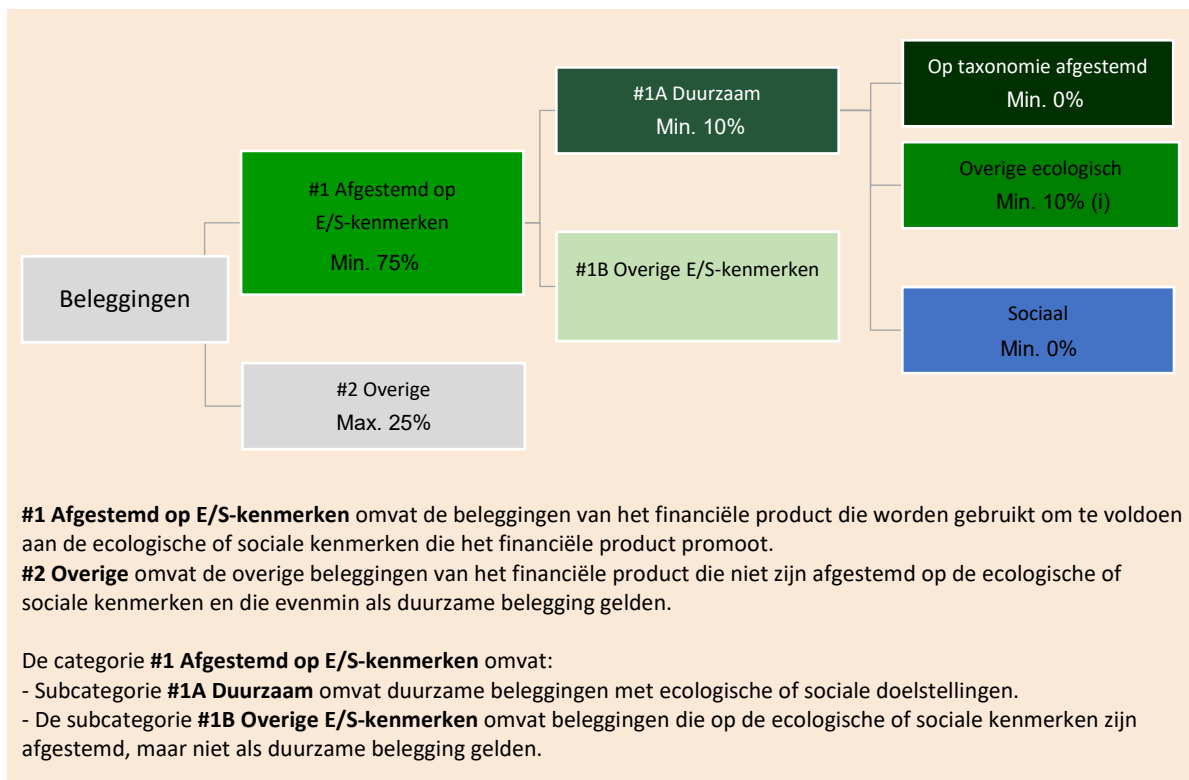 Beleggingen
#1 Afgestemd op
E/S-kenmerken
Min. 75%
#2 Overige
Max. 25%
#1A Duurzaam
Min. 10%
#1B Overige E/S-kenmerken
Op taxonomie afgestemd
Min. 0%
Overige ecologisch
Min. 10% (i)
Sociaal
Min. 0%
#1 Afgestemd op E/S-kenmerken omvat de beleggingen van het financiële product die worden gebruikt om te voldoen
aan de ecologische of sociale kenmerken die het financiële product promoot.
#2 Overige omvat de overige beleggingen van het financiële product die niet zijn afgestemd op de ecologische of
sociale kenmerken en die evenmin als duurzame belegging gelden.
De categorie #1 Afgestemd op E/S-kenmerken omvat:
- Subcategorie #1A Duurzaam omvat duurzame beleggingen met ecologische of sociale doelstellingen.
- De subcategorie #1B Overige E/S-kenmerken omvat beleggingen die op de ecologische of sociale kenmerken zijn
afgestemd, maar niet als duurzame belegging gelden.